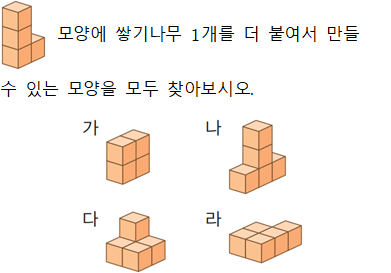 모양에 쌓기나무 1개를 더 붙여서 만들
수 있는 모양을 모두 찾아보시오.
가 나
다 라